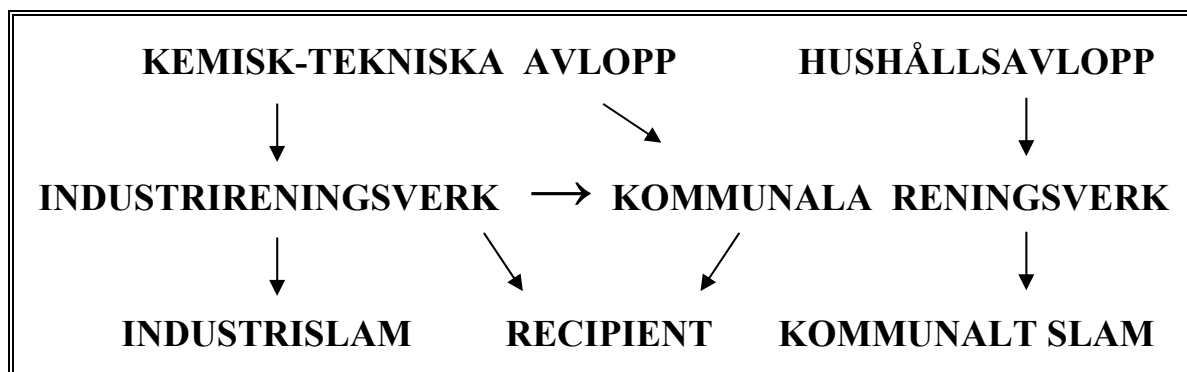 KEMISK-TEKNISKA AVLOPP HUSHÅLLSAVLOPP
INDUSTRIRENINGSVERK → KOMMUNALA RENINGSVERK
INDUSTRISLAM RECIPIENT KOMMUNALT SLAM